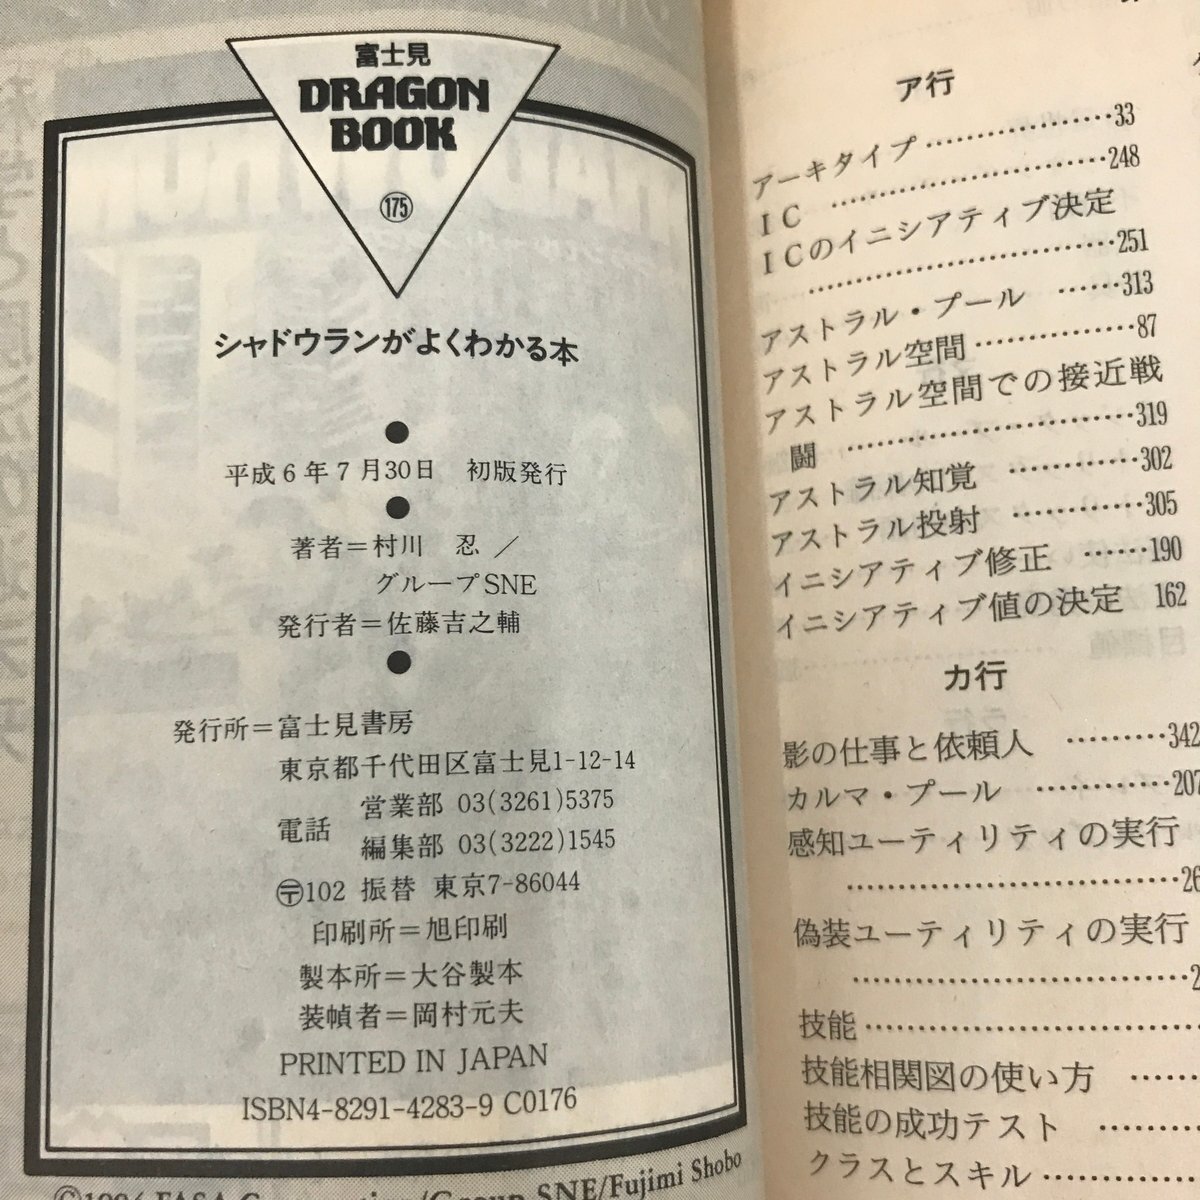 富士見
DRAGON
BOOK
175
シャドウランがよくわかる本
平成6年7月30日 初版発行
著者=村川 忍/
グループSNE
発行者=佐藤吉之輔
発行所=富士見書房
東京都千代田区富士見1-12-14
電話 営業部 03(3261)5375
編集部 03(3222)1545
〒102 振替 東京7-86044
印刷所=旭印刷
製本所=大谷製本
装幀者=岡村元夫
PRINTED IN JAPAN
ISBN4-8291-4283-9 C0176
SNE/Fujimi Shobo
ア行
アーキタイプ………………33
IC ……………………248
ICのイニシアティブ決定
……………………251
アストラル・プール ……313
アストラル空間……………87
アストラル空間での接近戦
闘 ……………………319
アストラル知覚 …………302
アストラル投射 …………305
イニシアティブ修正 ……190
イニシアティブ値の決定 162
カ行
影の仕事と依頼人 ………342
カルマ・プール …………207
感知ユーティリティの実行
……………………26
偽装ユーティリティの実行
……………………2
技能……………………
技能相関図の使い方 ……
技能の成功テスト ………
クラスとスキル…………